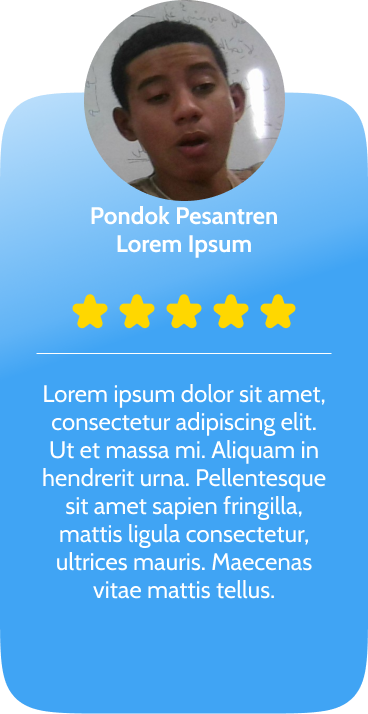 Pondok Pesantren
Lorem Ipsum
Lorem ipsum dolor sit amet,
consectetur adipiscing elit.
Ut et massa mi. Aliquam in
hendrerit urna. Pellentesque
sit amet sapien fringilla,
mattis ligula consectetur,
ultrices mauris. Maecenas
vitae mattis tellus.